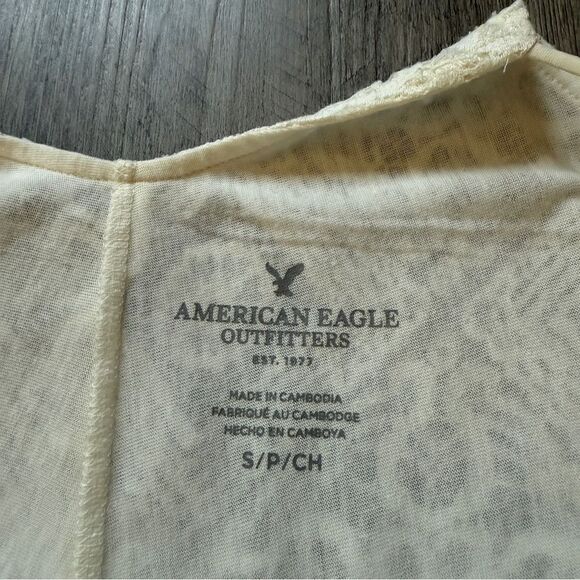 AMERICAN EAGLE
OUTFITTERS
EST. 1977
MADE IN CAMBODIA
FABRIQUÉ AU CAMBODGE
HECHO EN CAMBOYA
S/P/CH